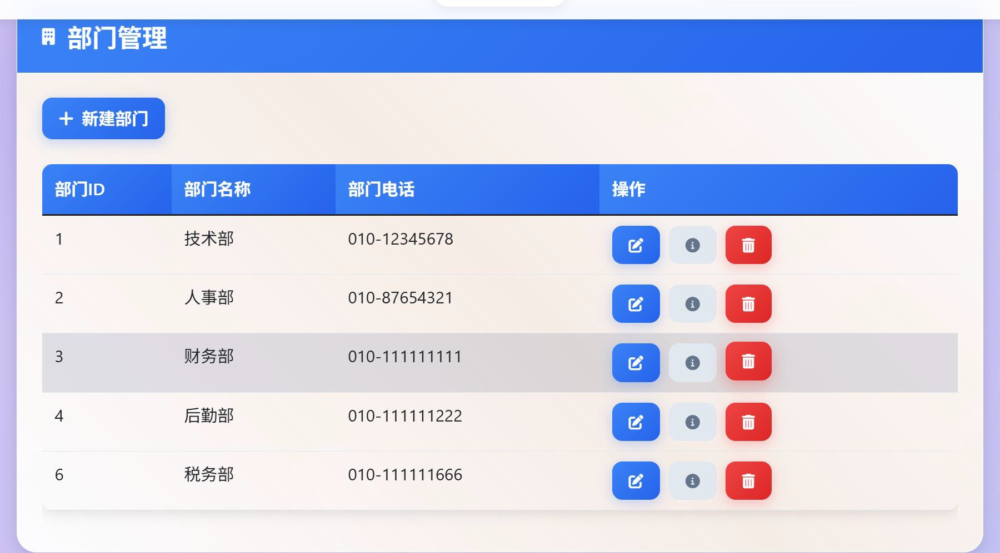 部门管理
新建部门
部门ID 部门名称 部门电话 操作
1 技术部 010-12345678
2 人事部 010-87654321
3 财务部 010-111111111
4 后勤部 010-111111222
6 税务部 010-111111666